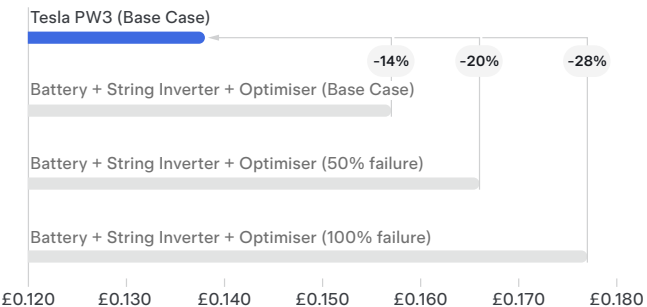 Tesla PW3 (Base Case)
-14% -20% -28%
Battery + String Inverter + Optimiser (Base Case)
Battery + String Inverter + Optimiser (50% failure)
Battery + String Inverter + Optimiser (100% failure)
£0.120 £0.130 £0.140 £0.150 £0.160 £0.170 £0.180